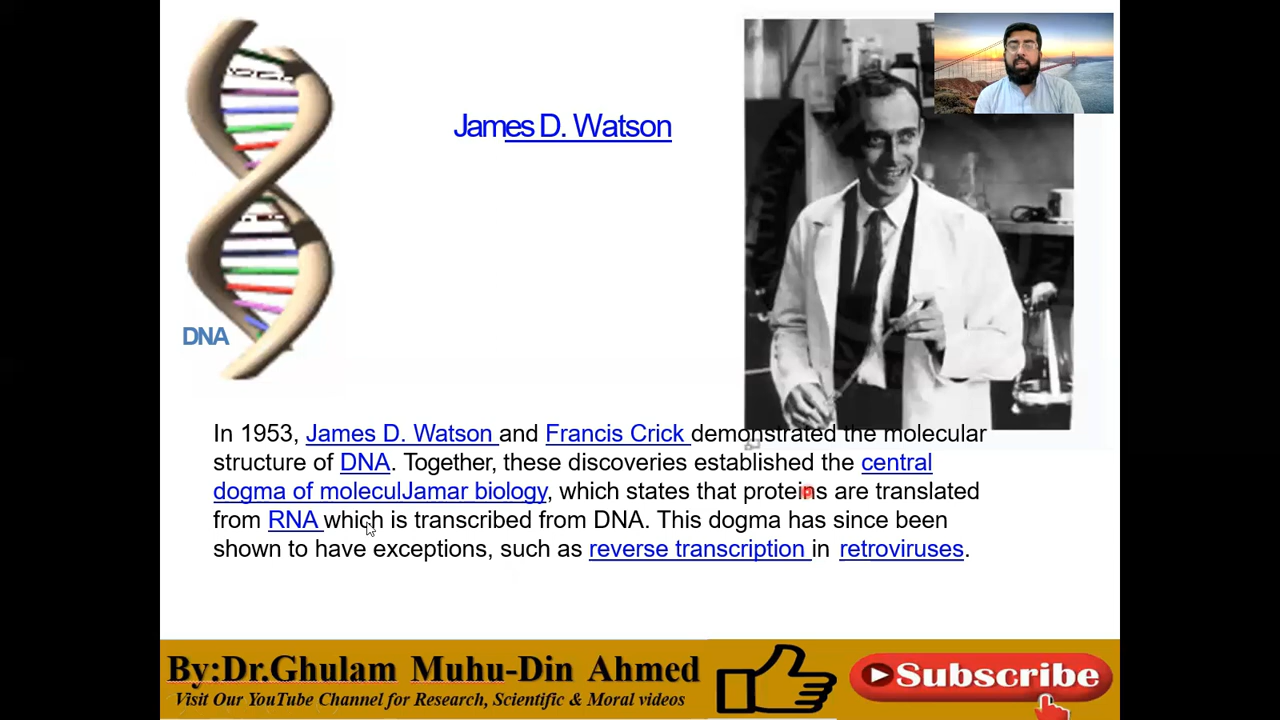 James D. Watson
DNA
In 1953, James D. Watson and Francis Crick demonstrated the molecular
structure of DNA. Together, these discoveries established the central
dogma of moleculJamar biology, which states that proteins are translated
from RNA which is transcribed from DNA. This dogma has since been
shown to have exceptions, such as reverse transcription in retroviruses.
By:Dr.Ghulam Muhu-Din Ahmed
Visit Our YouTube Channel for Research, Scientific & Moral videos
Subscribe